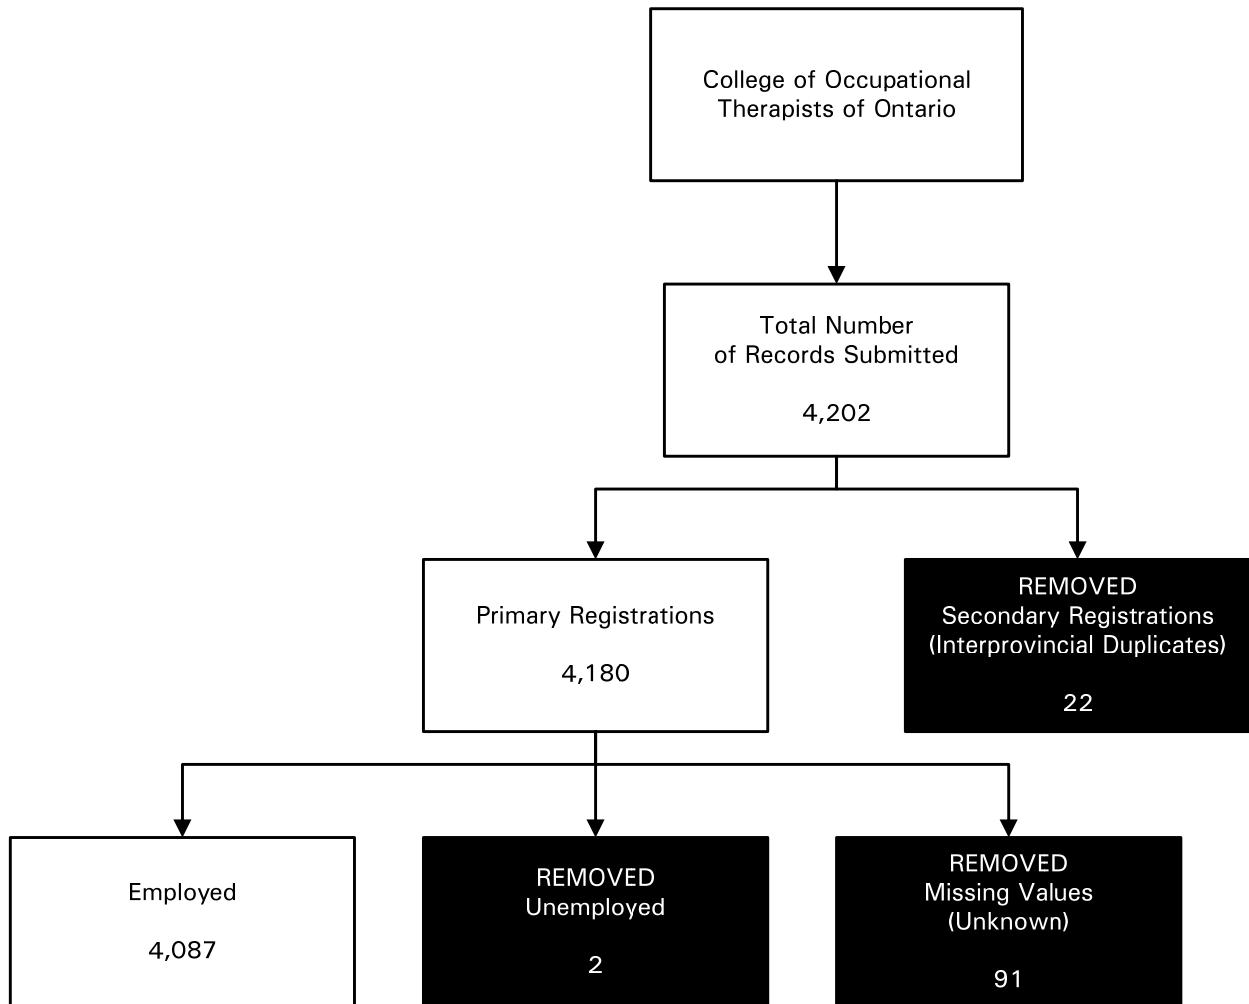 College of Occupational
Therapists of Ontario
Total Number
of Records Submitted
4,202
Primary Registrations
4,180
REMOVED
Secondary Registrations
(Interprovincial Duplicates)
22
Employed
4,087
REMOVED
Unemployed
2
REMOVED
Missing Values
(Unknown)
91